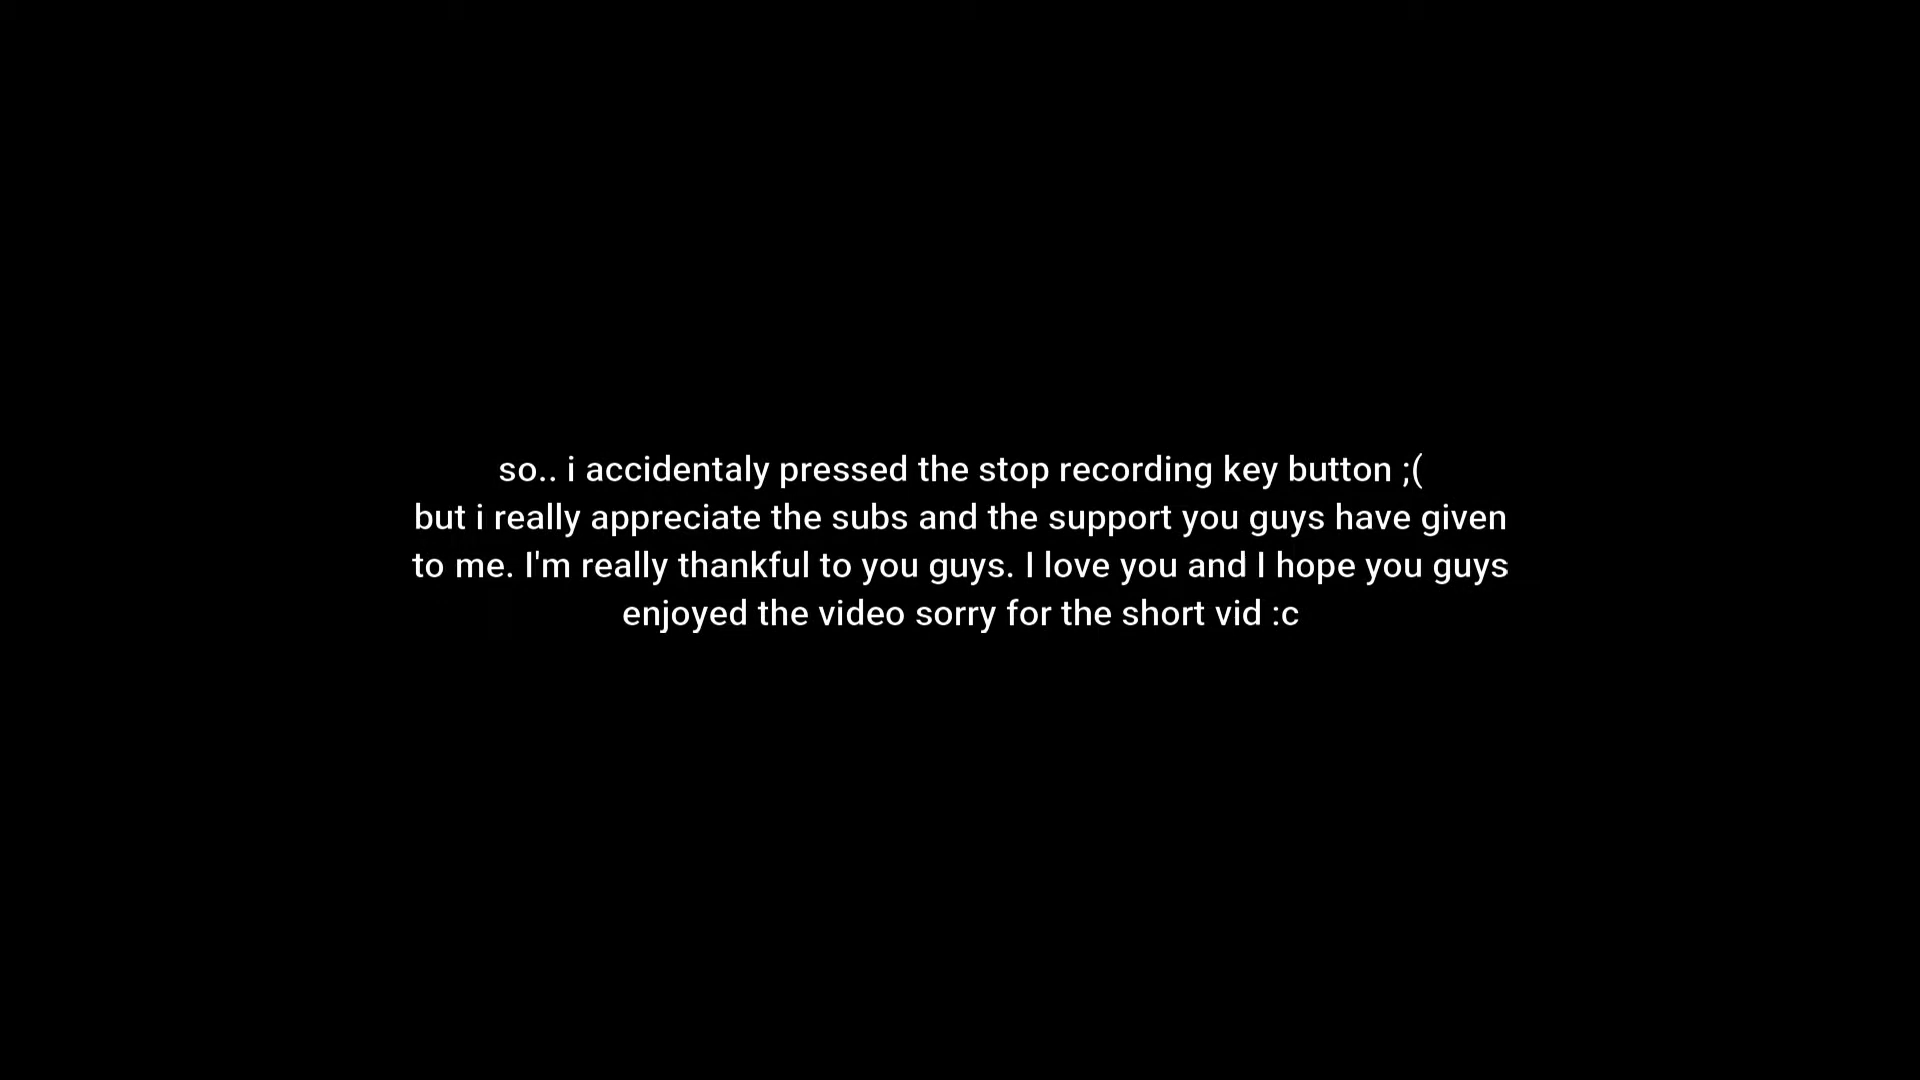 so.. i accidentaly pressed the stop recording key button ;(
but i really appreciate the subs and the support you guys have given
to me. I'm really thankful to you guys. I love you and I hope you guys
enjoyed the video sorry for the short vid :c